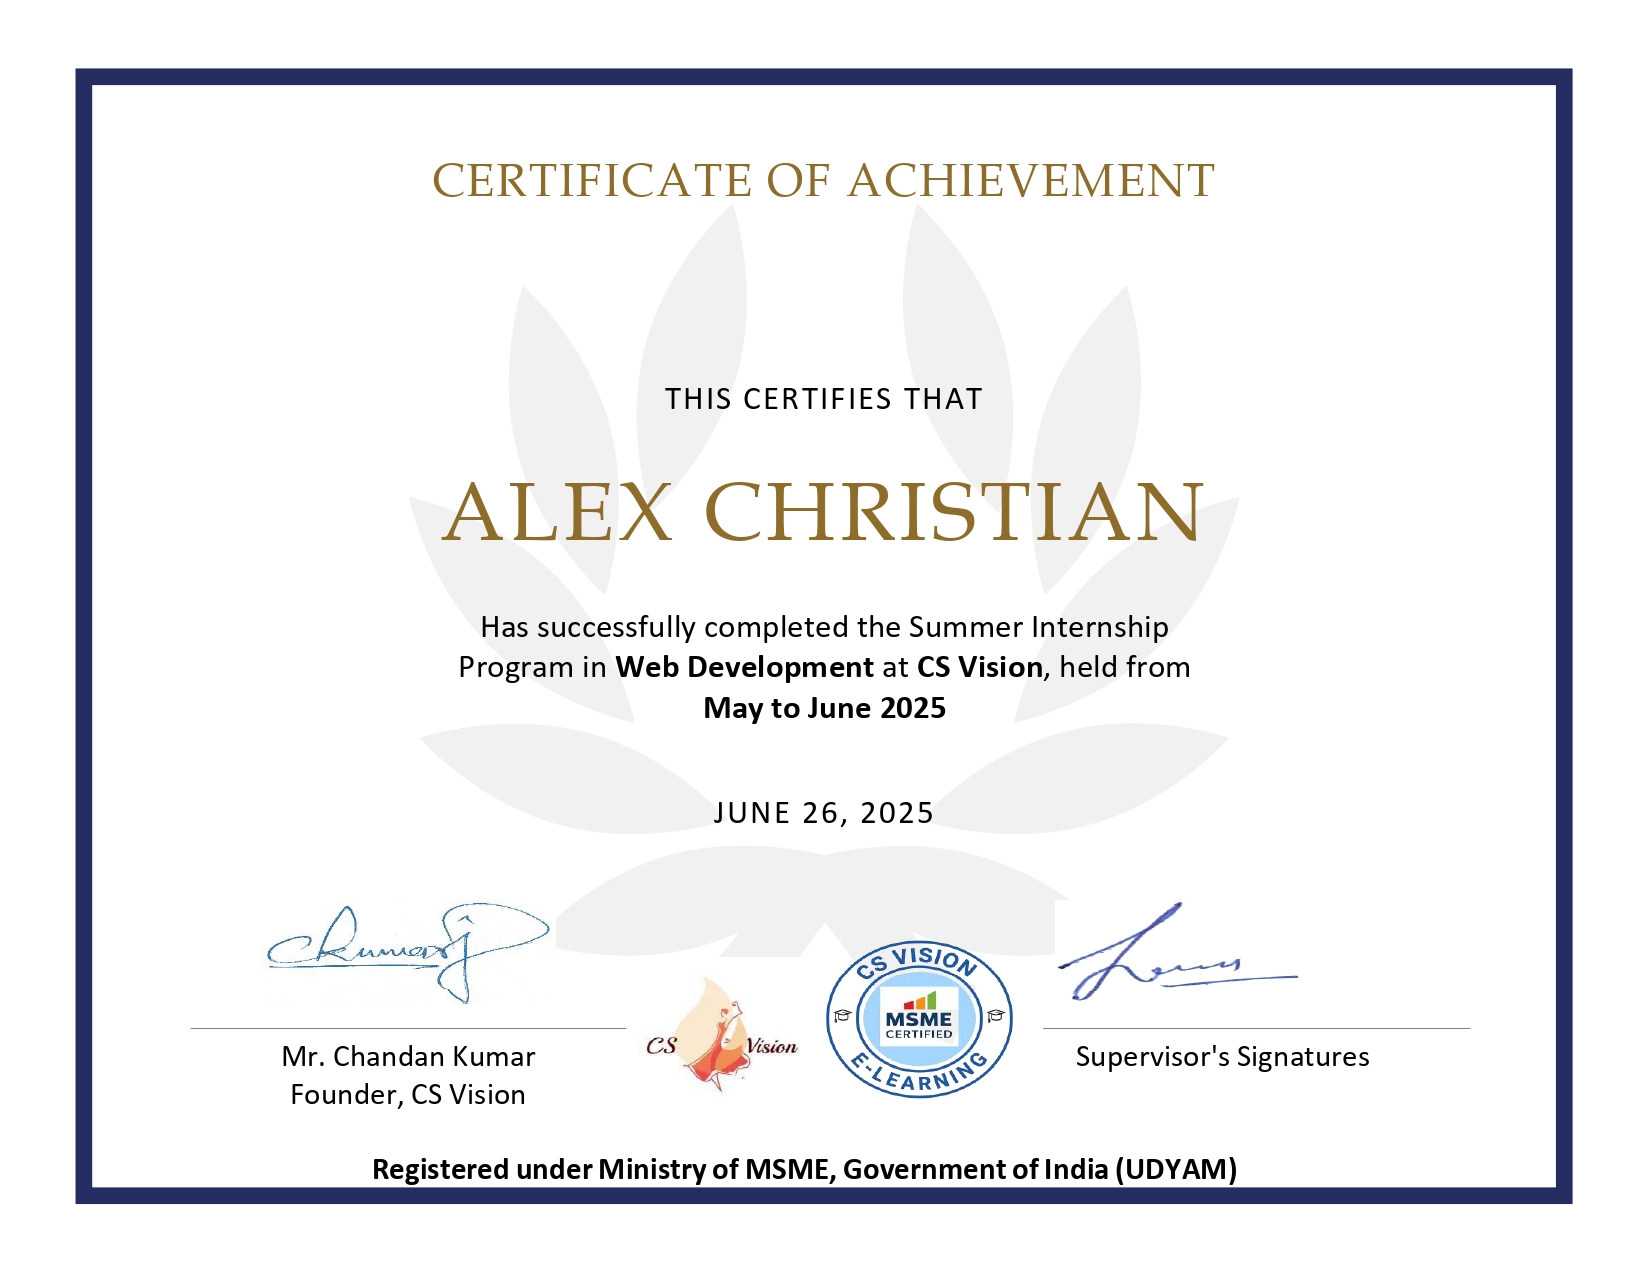 CERTIFICATE OF ACHIEVEMENT
THIS CERTIFIES THAT
ALEX CHRISTIAN
Has successfully completed the Summer Internship
Program in Web Development at CS Vision, held from
May to June 2025
JUNE 26, 2025
Mr. Chandan Kumar
Founder, CS Vision
CS Vision
CS VISION
MSME
CERTIFIED
E-LEARNING
Supervisor's Signatures
Registered under Ministry of MSME, Government of India (UDYAM)